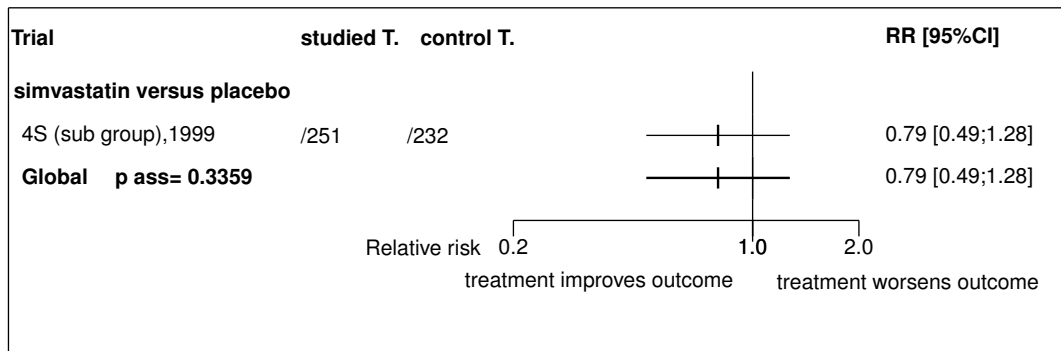 Trial studied T. control T. RR [95%CI]
simvastatin versus placebo
4S (sub group),1999 /251 /232 0.79 [0.49;1.28]
Global p ass= 0.3359 0.79 [0.49;1.28]
Relative risk 0.2 1.0 2.0
treatment improves outcome treatment worsens outcome